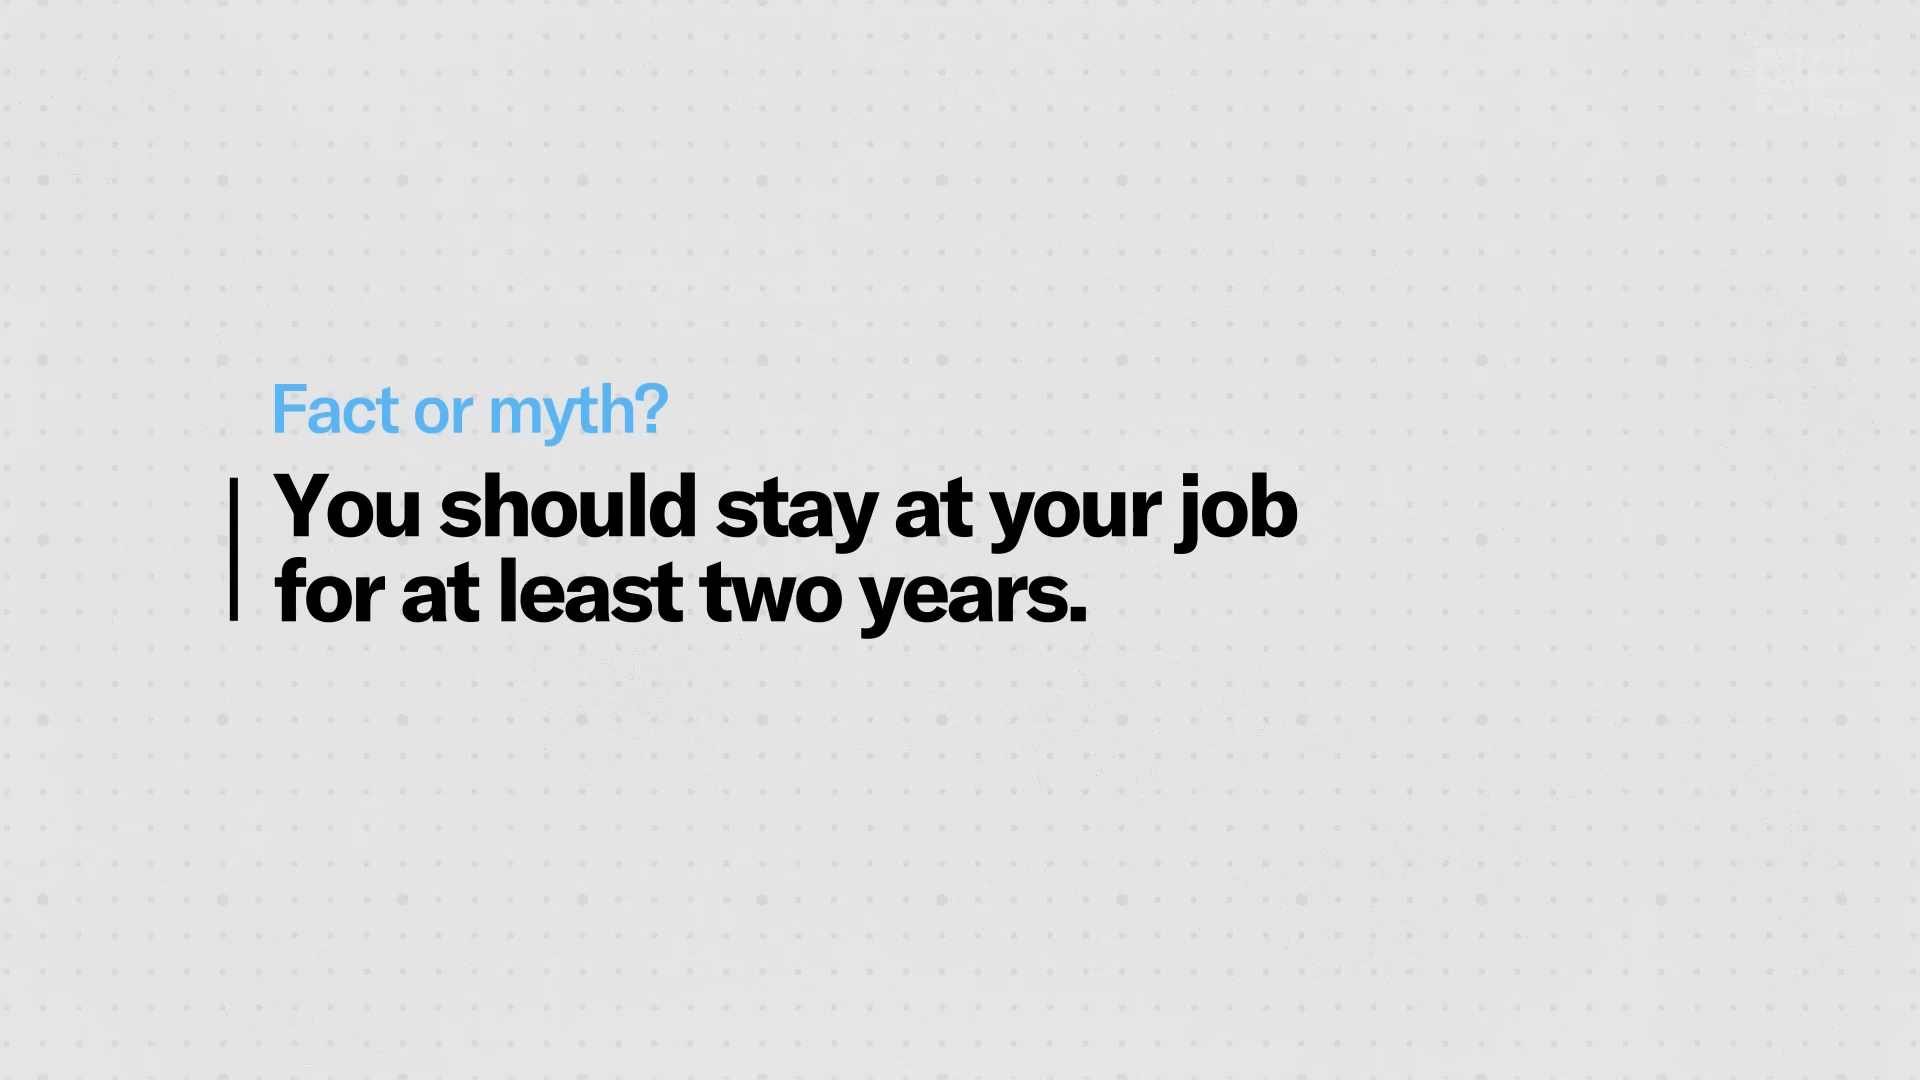 Fact or myth?
You should stay at your job
for at least two years.